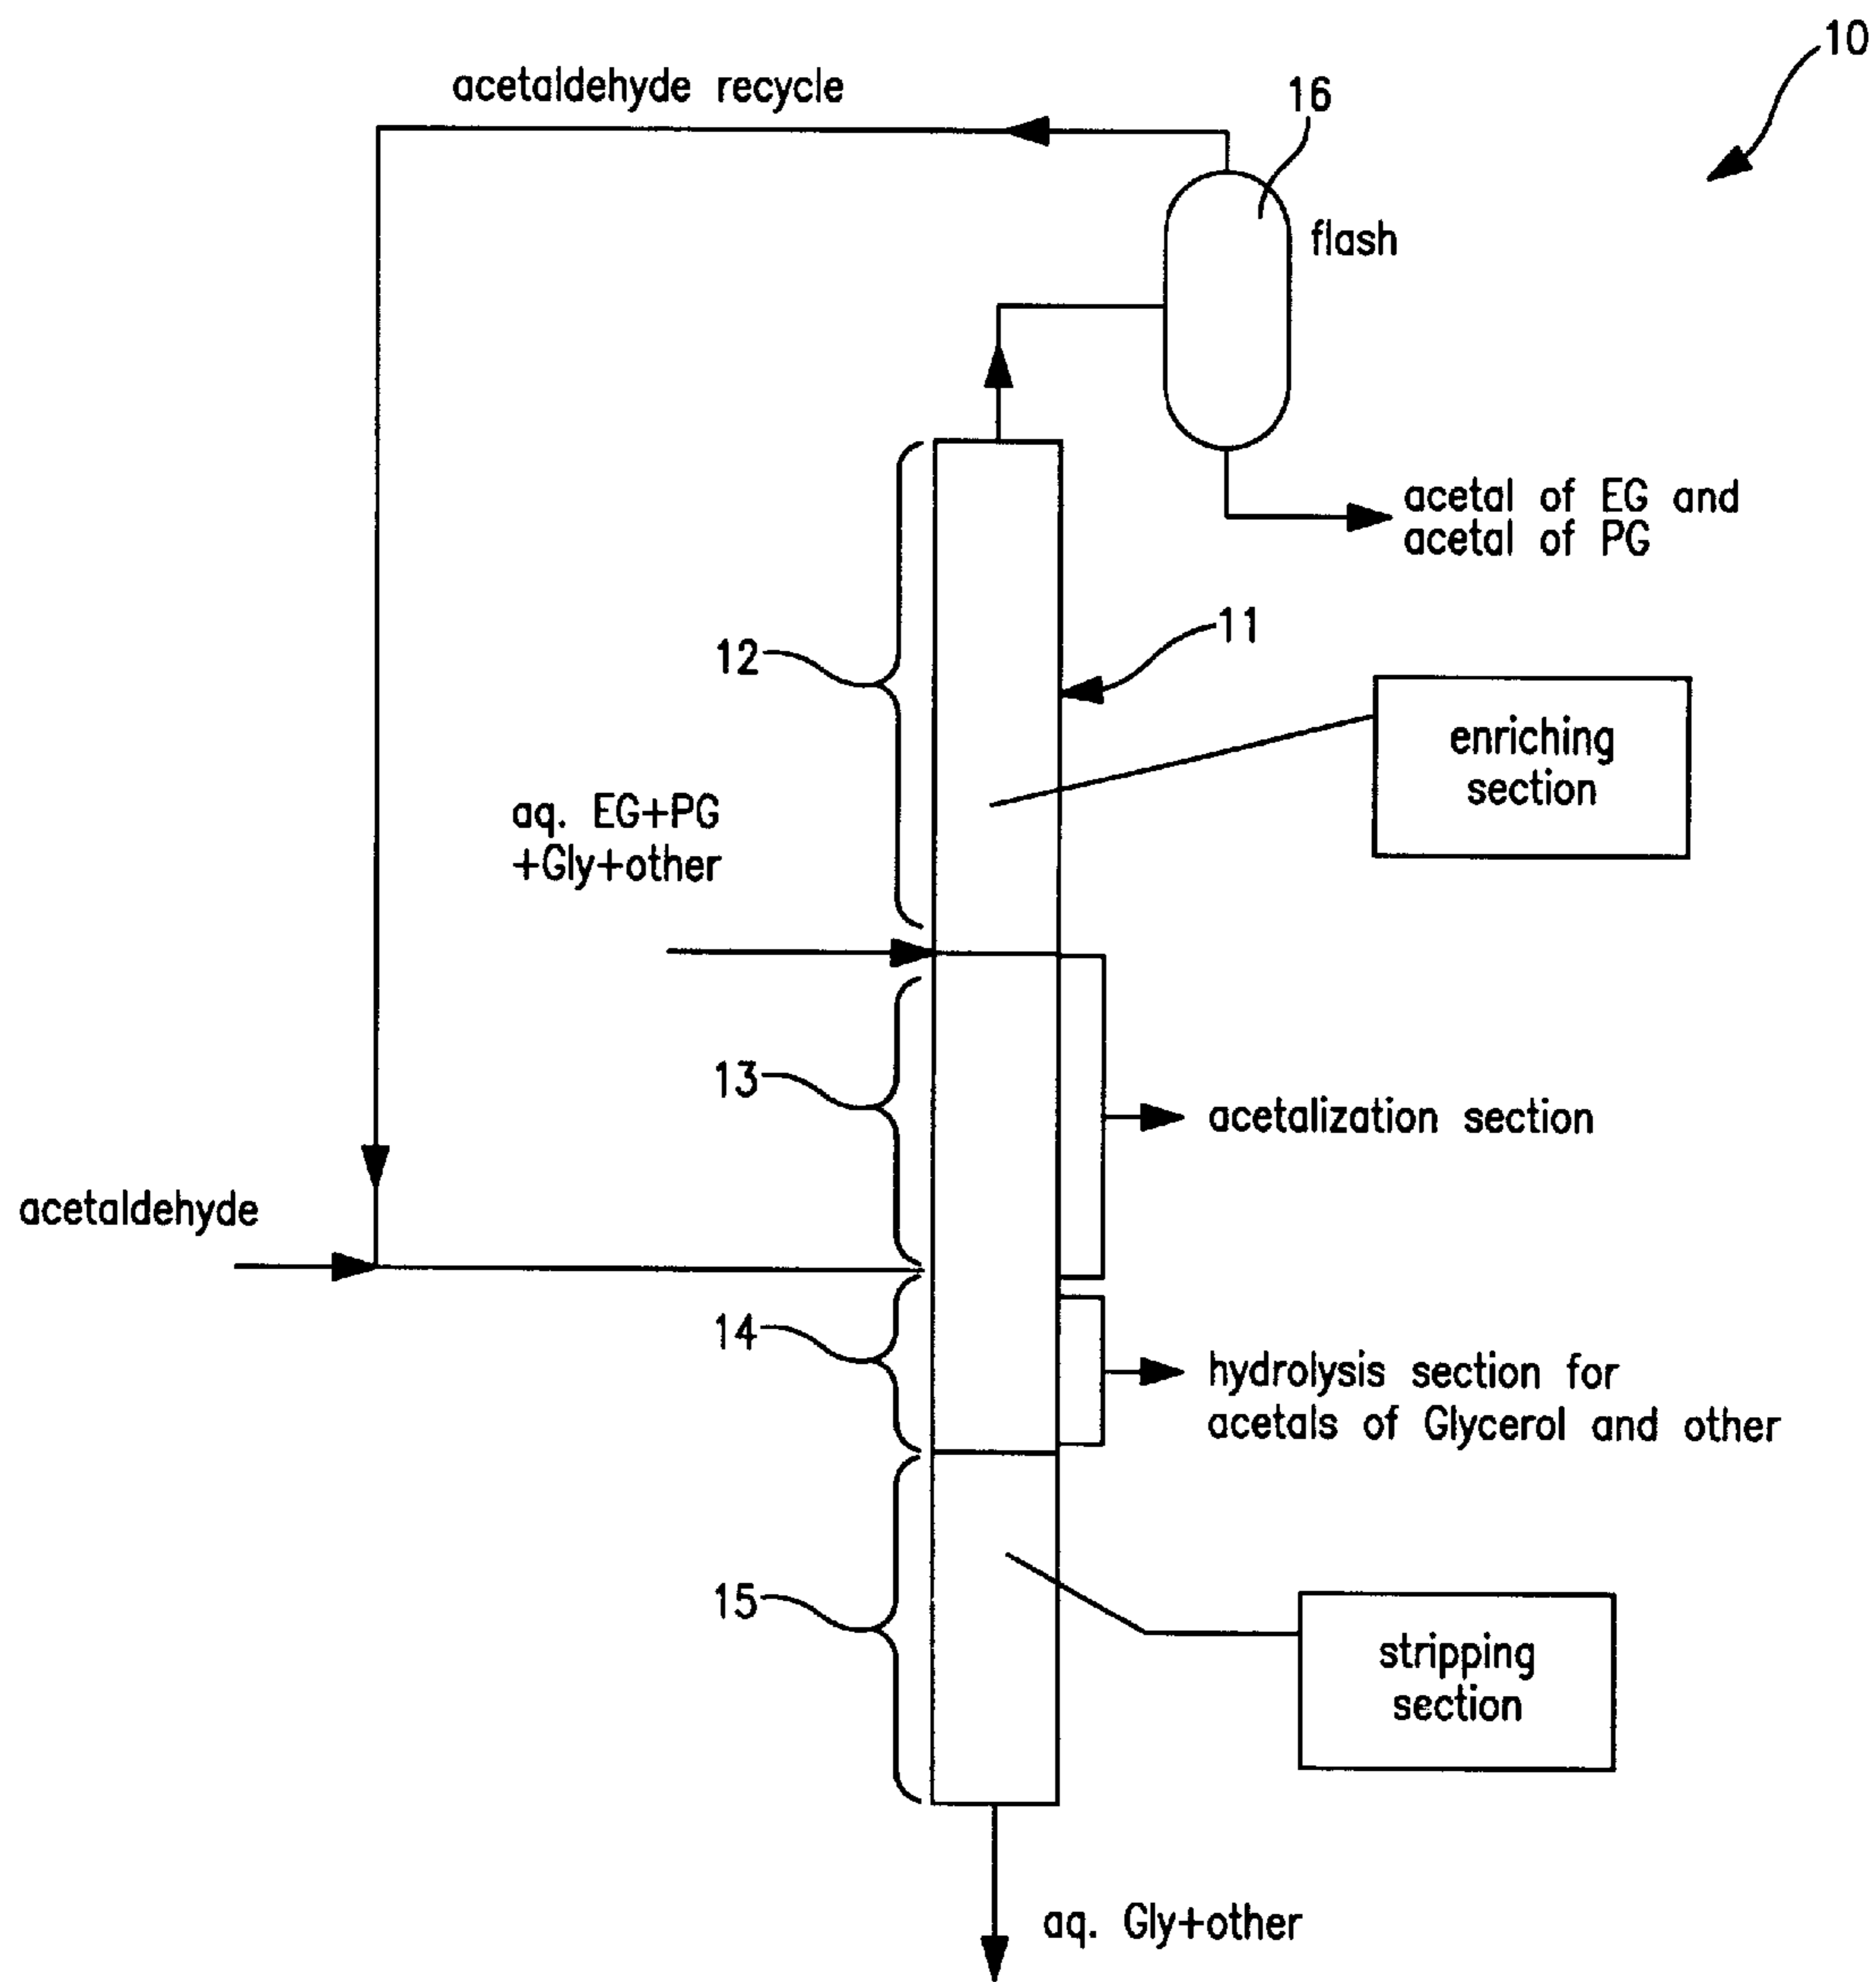 10
acetaldehyde recycle
16
flash
acetal of EG and
acetal of PG
11
12
enriching
section
aq. EG+PG
+Gly+other
13
acetalization section
acetaldehyde
14
hydrolysis section for
acetals of Glycerol and other
15
stripping
section
aq. Gly+other